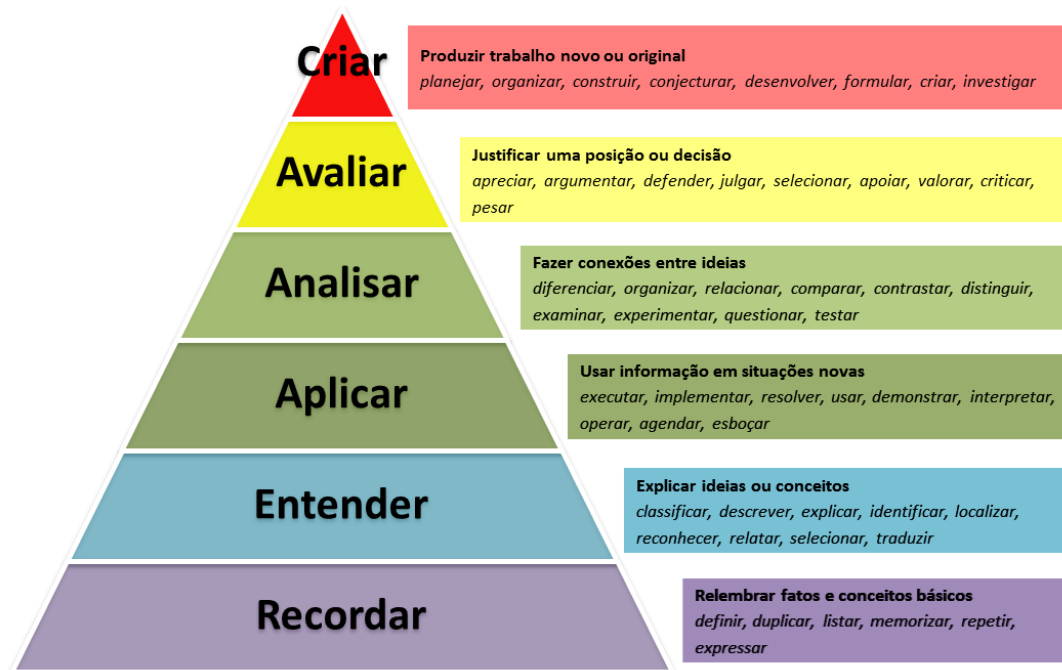 Criar
Produzir trabalho novo ou original
planejar, organizar, construir, conjecturar, desenvolver, formular, criar, investigar
Avaliar
Justificar uma posição ou decisão
apreciar, argumentar, defender, julgar, selecionar, apoiar, valorar, criticar,
pesar
Analisar
Fazer conexões entre ideias
diferenciar, organizar, relacionar, comparar, contrastar, distinguir,
examinar, experimentar, questionar, testar
Aplicar
Usar informação em situações novas
executar, implementar, resolver, usar, demonstrar, interpretar,
operar, agendar, esboçar
Entender
Explicar ideias ou conceitos
classificar, descrever, explicar, identificar, localizar,
reconhecer, relatar, selecionar, traduzir
Recordar
Relembrar fatos e conceitos básicos
definir, duplicar, listar, memorizar, repetir,
expressar